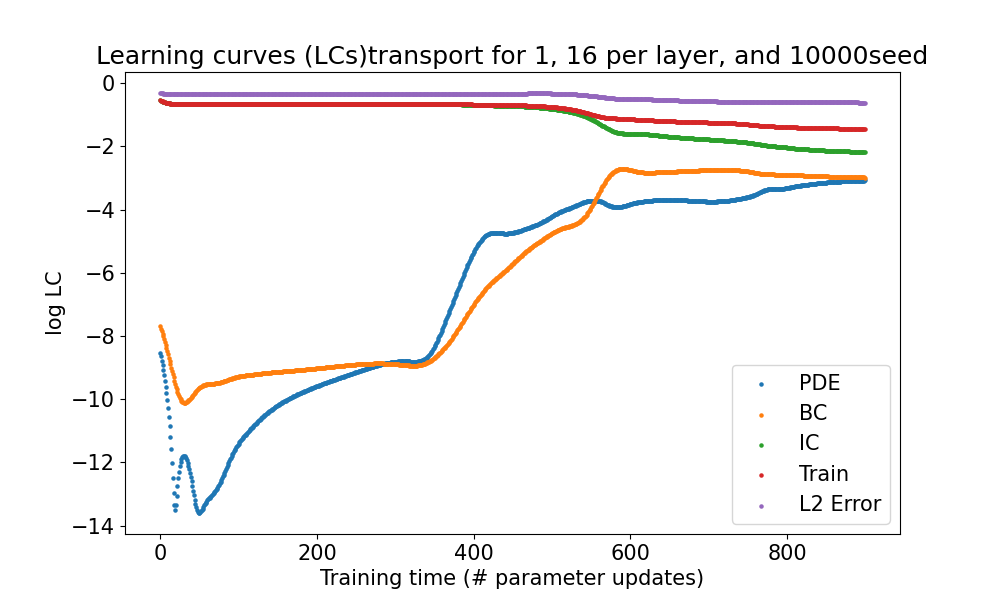 Learning curves (LCs)transport for 1, 16 per layer, and 10000seed
0
−2
−4
−6
−8
−10
−12
−14
log LC
PDE
BC
IC
Train
L2 Error
0 200 400 600 800
Training time (# parameter updates)